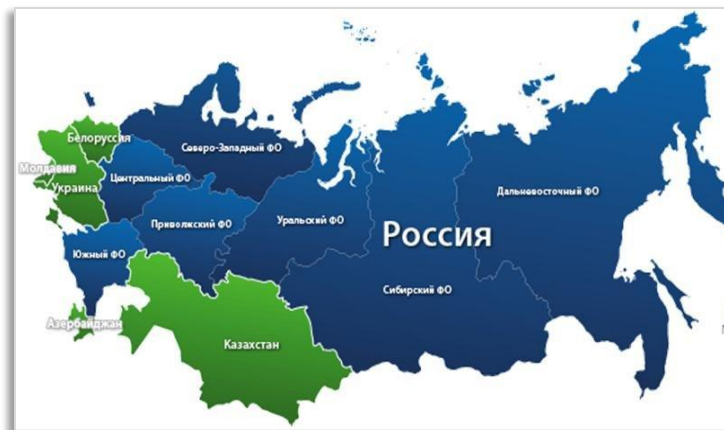 Белоруссия
Молдавия
Украина
Северо-Западный ФО
Центральный ФО
Приволжский ФО
Уральский ФО
Дальневосточный ФО
Россия
Южный ФО
Сибирский ФО
Азербайджан
Казахстан